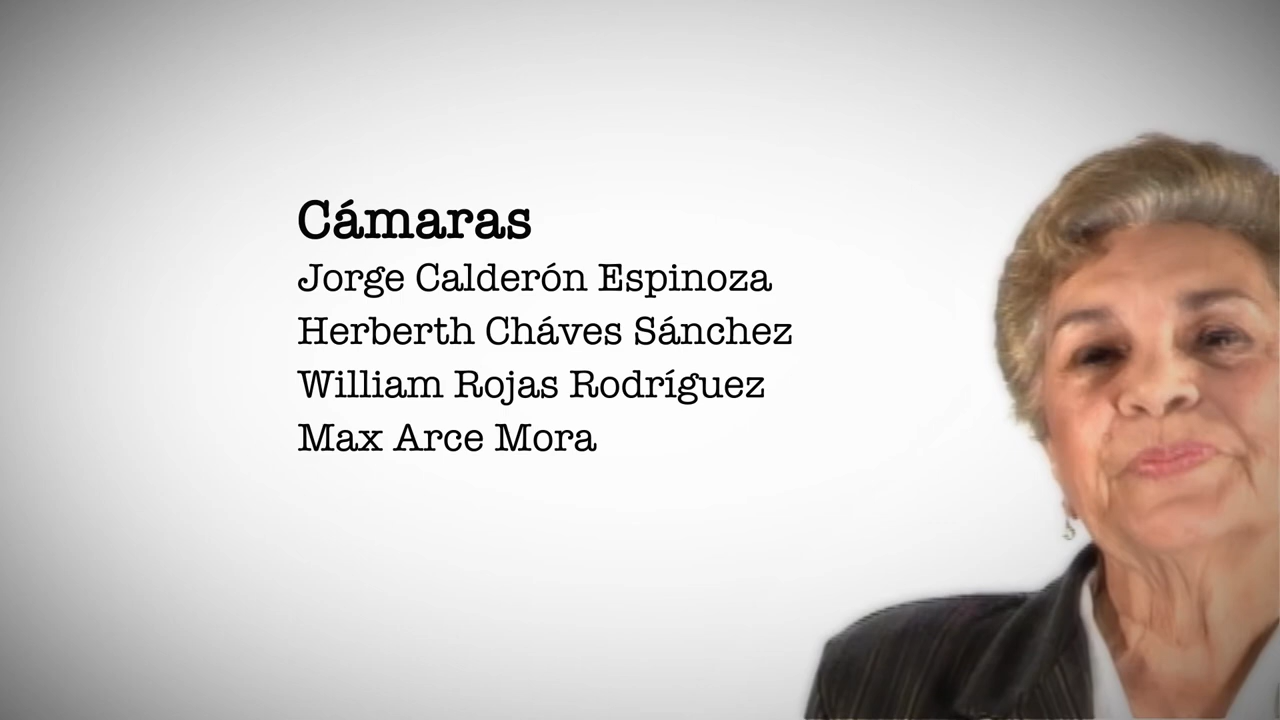 Cámaras
Jorge Calderón Espinoza
Herberth Cháves Sánchez
William Rojas Rodríguez
Max Arce Mora